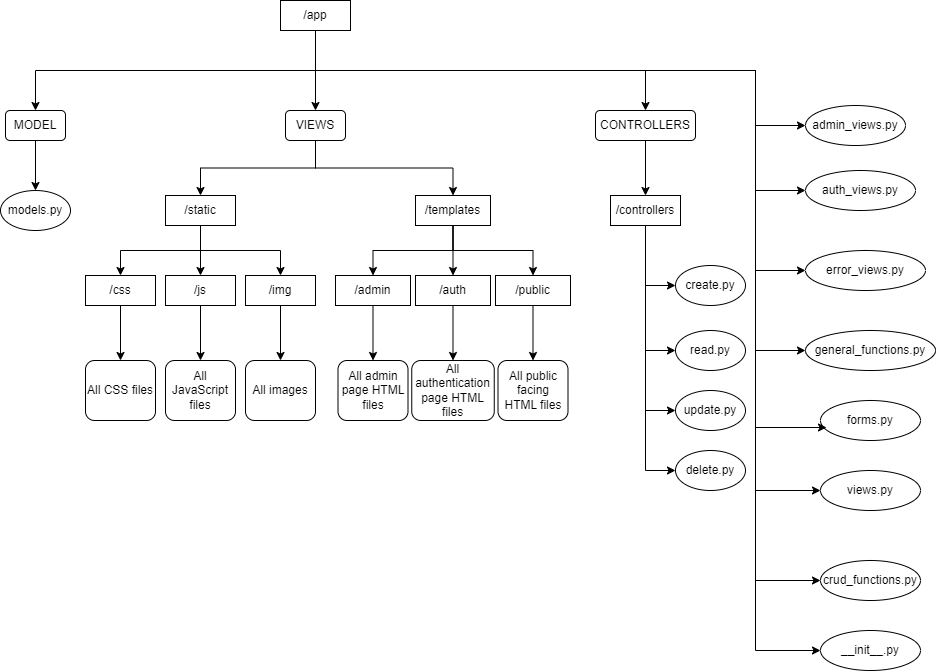 /app
MODEL
VIEWS
CONTROLLERS
admin_views.py
auth_views.py
models.py
/static
/templates
/controllers
error_views.py
/css
/js
/img
/admin
/auth
/public
create.py
general_functions.py
read.py
All CSS files
All
JavaScript
files
All images
All admin
page HTML
files
All
authentication
page HTML
files
All public
facing
HTML files
update.py
forms.py
delete.py
views.py
crud_functions.py
__init__.py